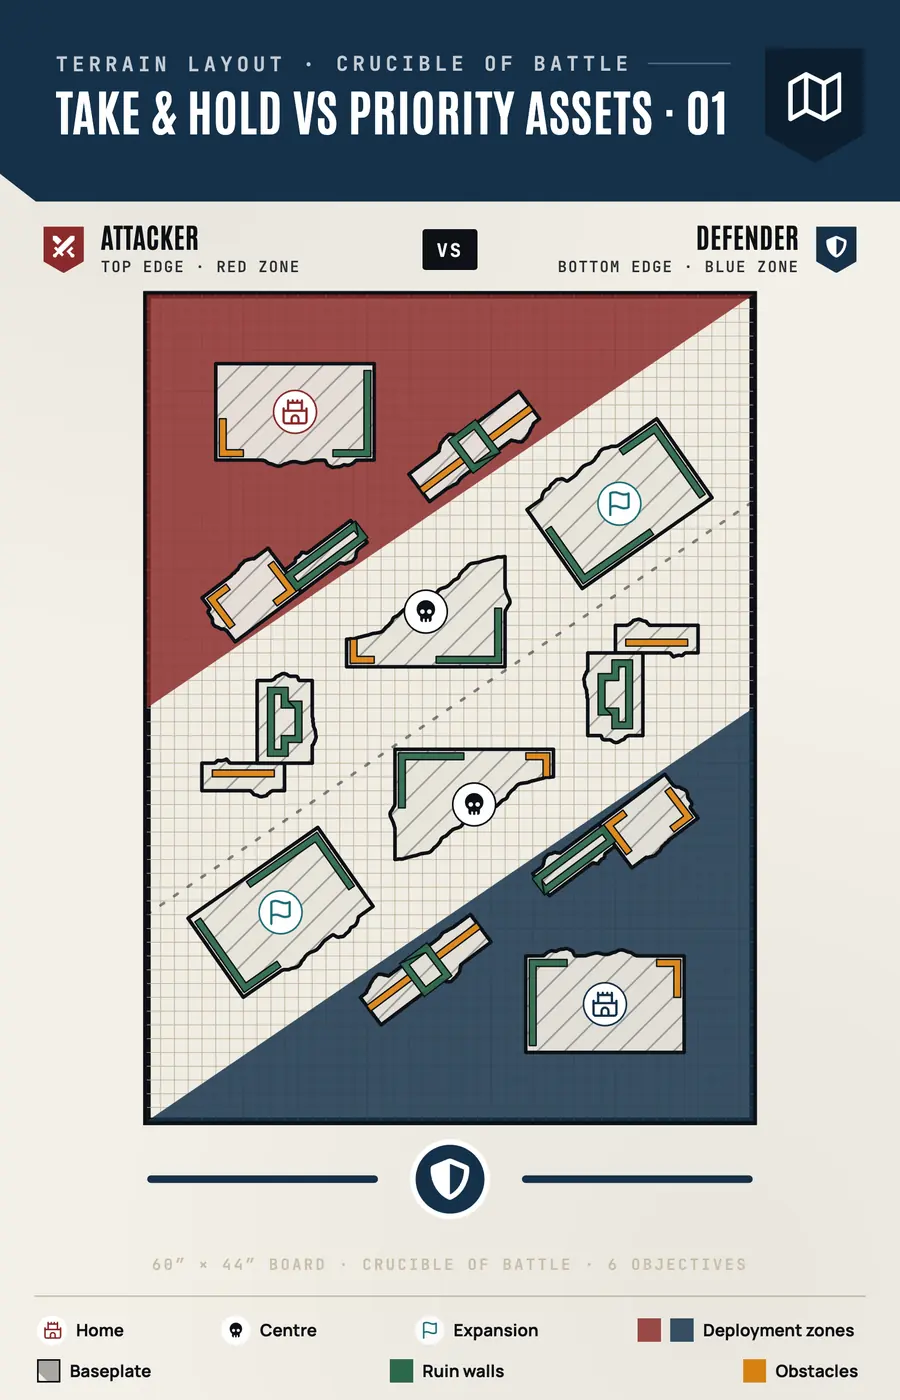 TERRAIN LAYOUT · CRUCIBLE OF BATTLE
TAKE & HOLD VS PRIORITY ASSETS · 01
ATTACKER
TOP EDGE · RED ZONE
VS
DEFENDER
BOTTOM EDGE · BLUE ZONE
60″ × 44″ BOARD · CRUCIBLE OF BATTLE · 6 OBJECTIVES
Home
Centre
Expansion
Deployment zones
Baseplate
Ruin walls
Obstacles